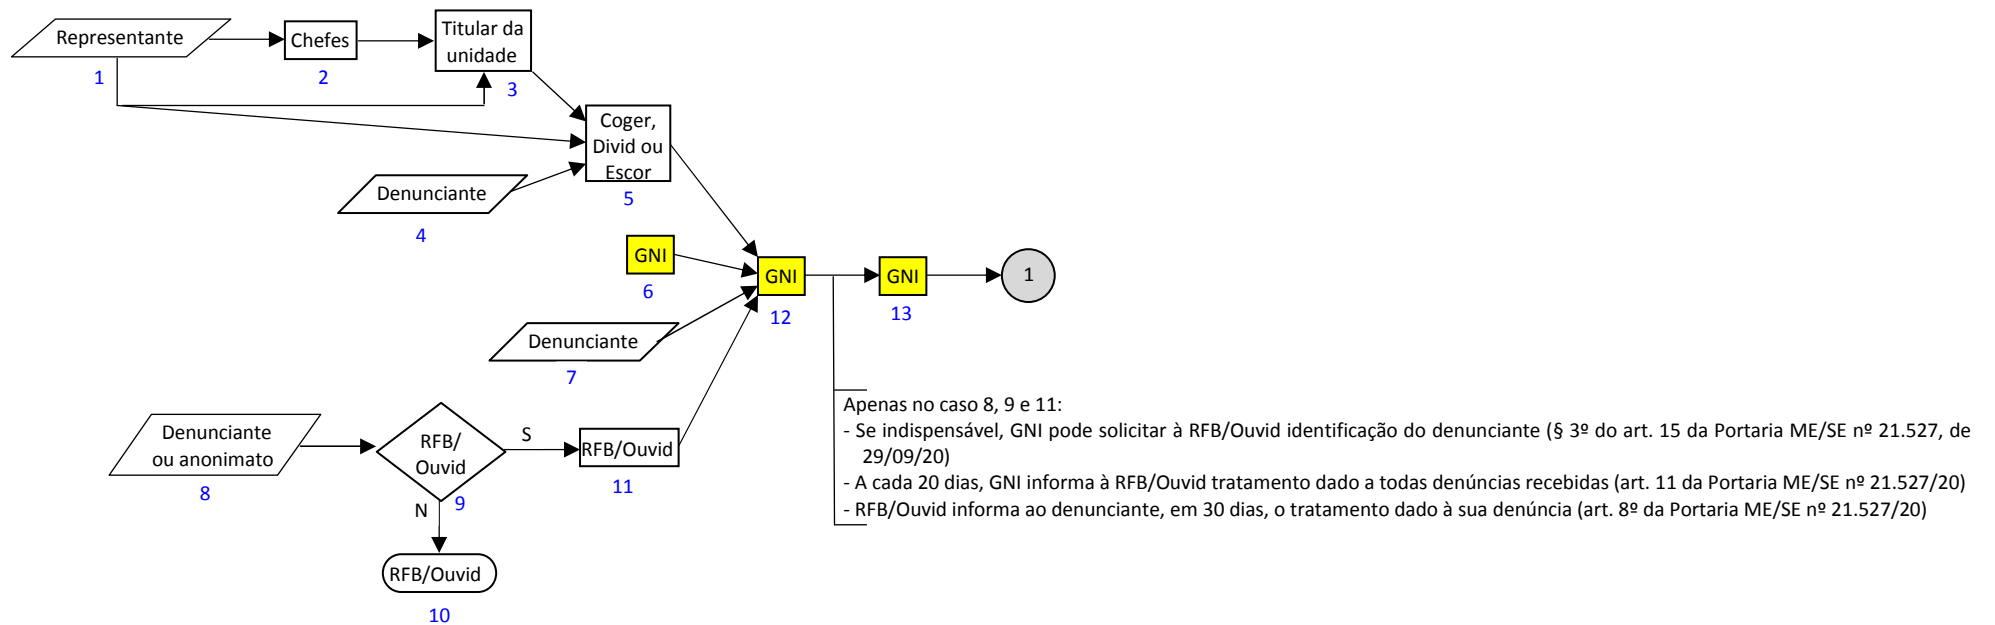 Representante
1
Chefes
2
Titular da
unidade
3
Coger,
Divid ou
Escor
5
Denunciante
4
GNI
6
GNI
12
GNI
13
1
Denunciante
7
Denunciante
ou anonimato
8
RFB/
Ouvid
9
S
N
RFB/Ouvid
11
RFB/Ouvid
10
Apenas no caso 8, 9 e 11:
- Se indispensável, GNI pode solicitar à RFB/Ouvid identificação do denunciante (§ 3º do art. 15 da Portaria ME/SE nº 21.527, de
29/09/20)
- A cada 20 dias, GNI informa à RFB/Ouvid tratamento dado a todas denúncias recebidas (art. 11 da Portaria ME/SE nº 21.527/20)
- RFB/Ouvid informa ao denunciante, em 30 dias, o tratamento dado à sua denúncia (art. 8º da Portaria ME/SE nº 21.527/20)